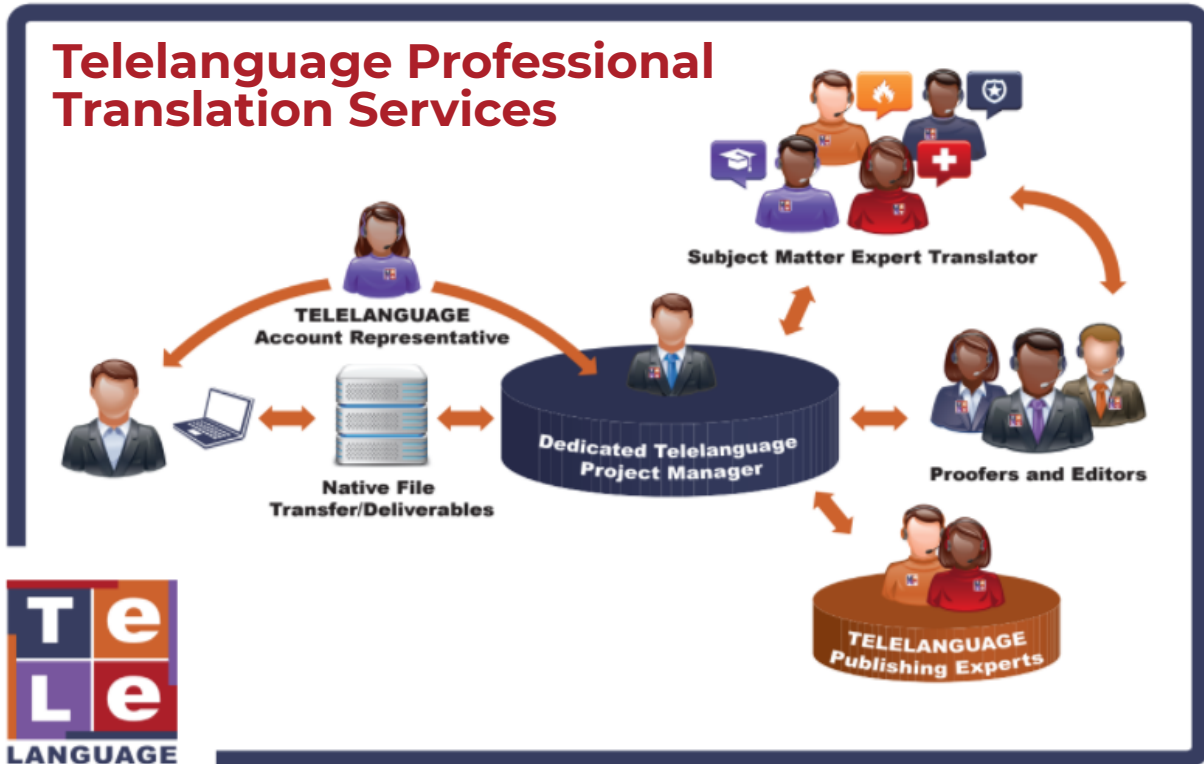 Telelanguage Professional
Translation Services
Subject Matter Expert Translator
TELELANGUAGE
Account Representative
Dedicated Telelanguage
Project Manager
Native File
Transfer/Deliverables
Proofers and Editors
TELELANGUAGE
Publishing Experts
Te
Le
LANGUAGE